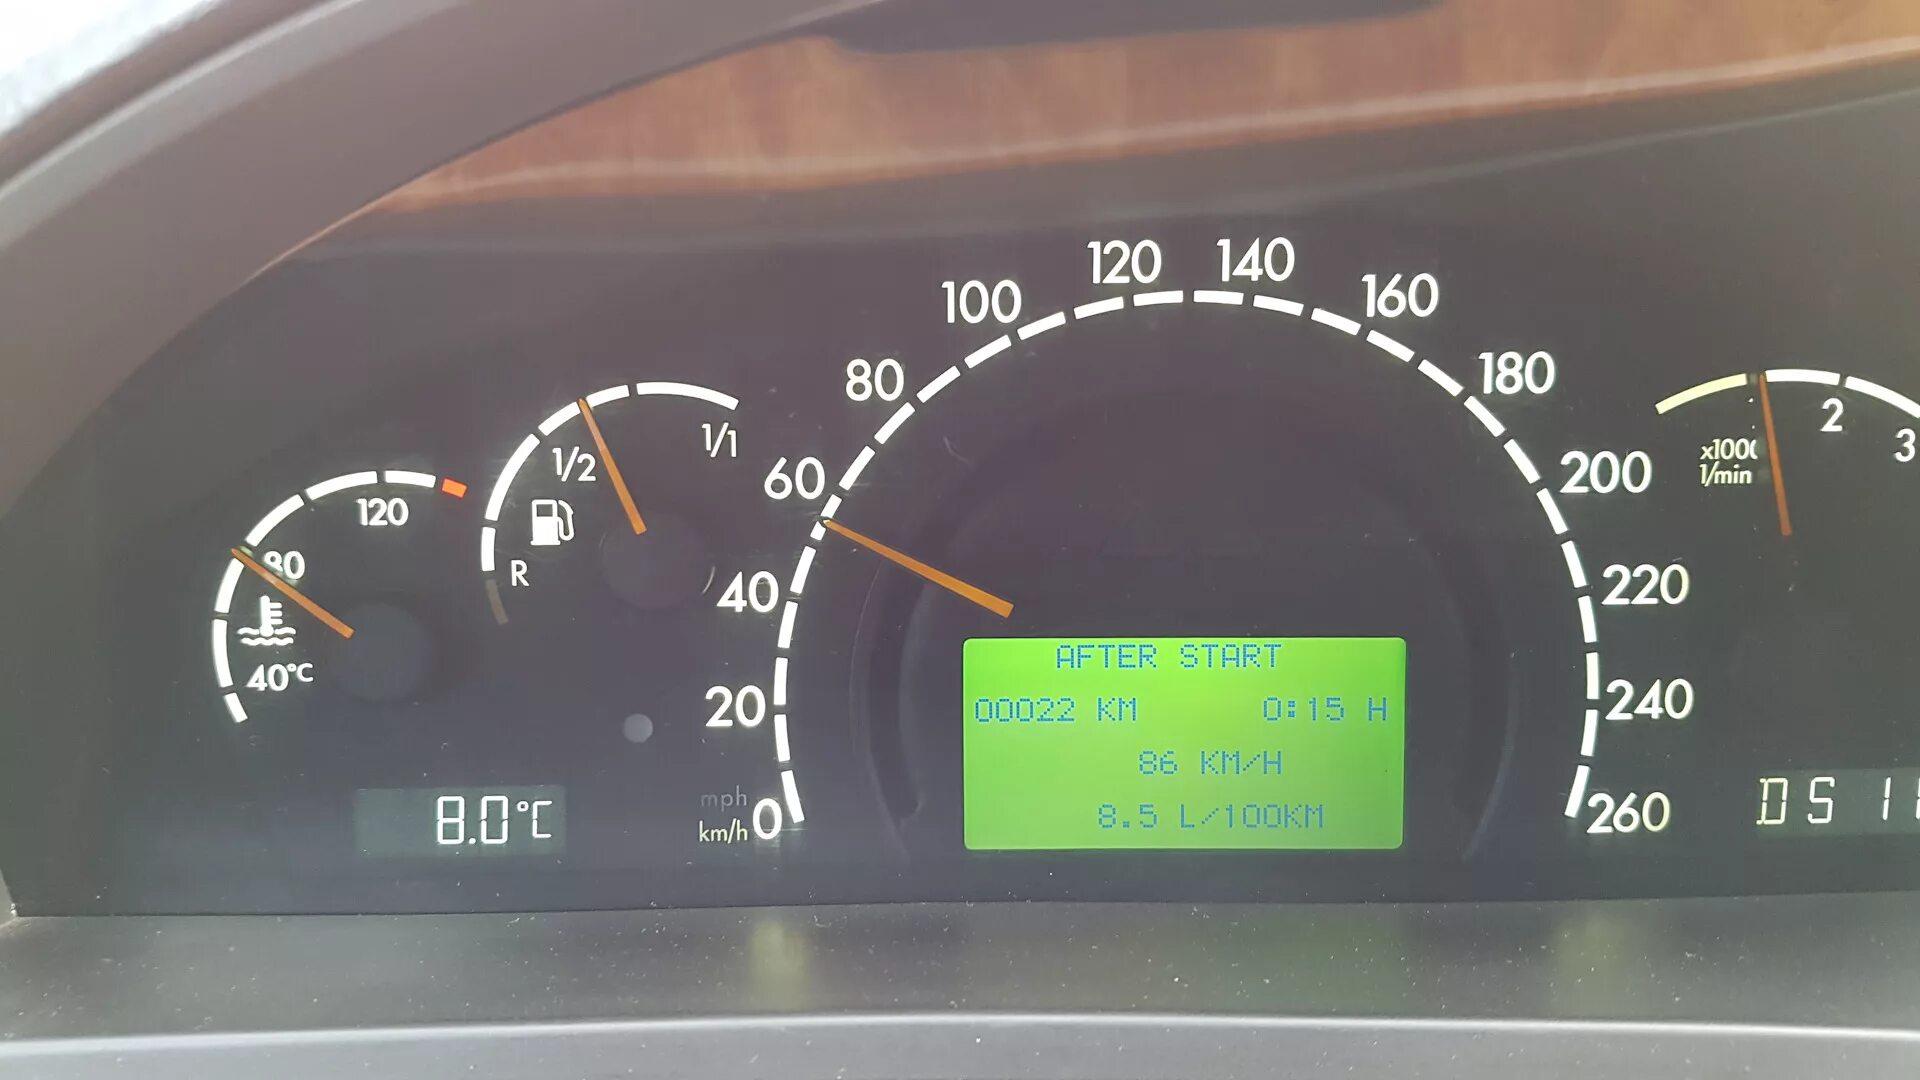 100 120 140 160
80 180
60 200
40 220
20 240
0 260
mph
km/h
1/2 1/1
R
120
80
40°C
8.0°C
AFTER START
00022 KM 0:15 H
86 KM/H
8.5 L/100KM
2
3
x1000
1/min
D S